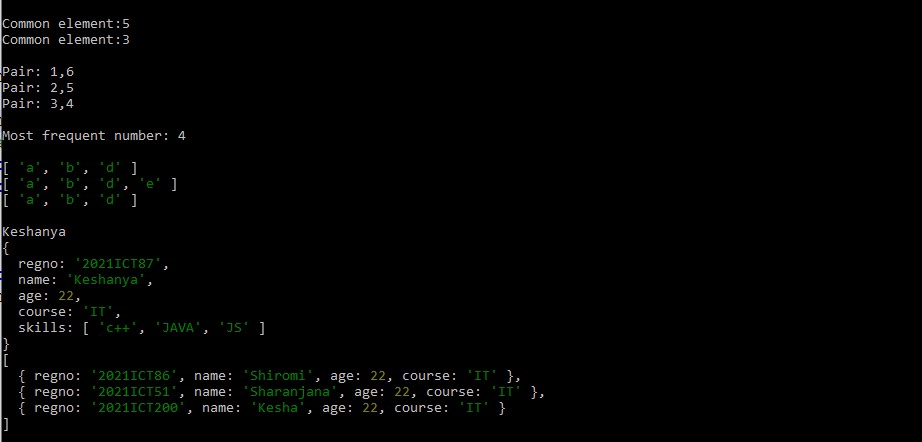 Common element:5
Common element:3
Pair: 1,6
Pair: 2,5
Pair: 3,4
Most frequent number: 4
[ 'a', 'b', 'd' ]
[ 'a', 'b', 'd', 'e' ]
[ 'a', 'b', 'd' ]
Keshanya
{
  regno: '2021ICT87',
  name: 'Keshanya',
  age: 22,
  course: 'IT',
  skills: [ 'c++', 'JAVA', 'JS' ]
}
[
  { regno: '2021ICT86', name: 'Shiromi', age: 22, course: 'IT' },
  { regno: '2021ICT51', name: 'Sharanjana', age: 22, course: 'IT' },
  { regno: '2021ICT200', name: 'Kesha', age: 22, course: 'IT' }
]